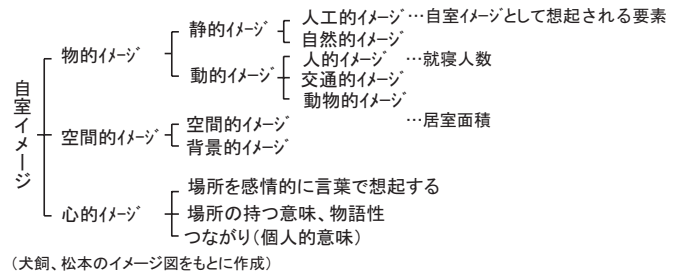 人工的イメージ…自室イメージとして想起される要素
静的イメージ
自然的イメージ
物的イメージ
人的イメージ …就寝人数
動的イメージ
交通的イメージ
動物的イメージ
自室イメージ
空間的イメージ …居室面積
空間的イメージ
背景的イメージ
場所を感情的に言葉で想起する
心的イメージ
場所の持つ意味、物語性
つながり(個人的意味)
(犬飼、松本のイメージ図をもとに作成)